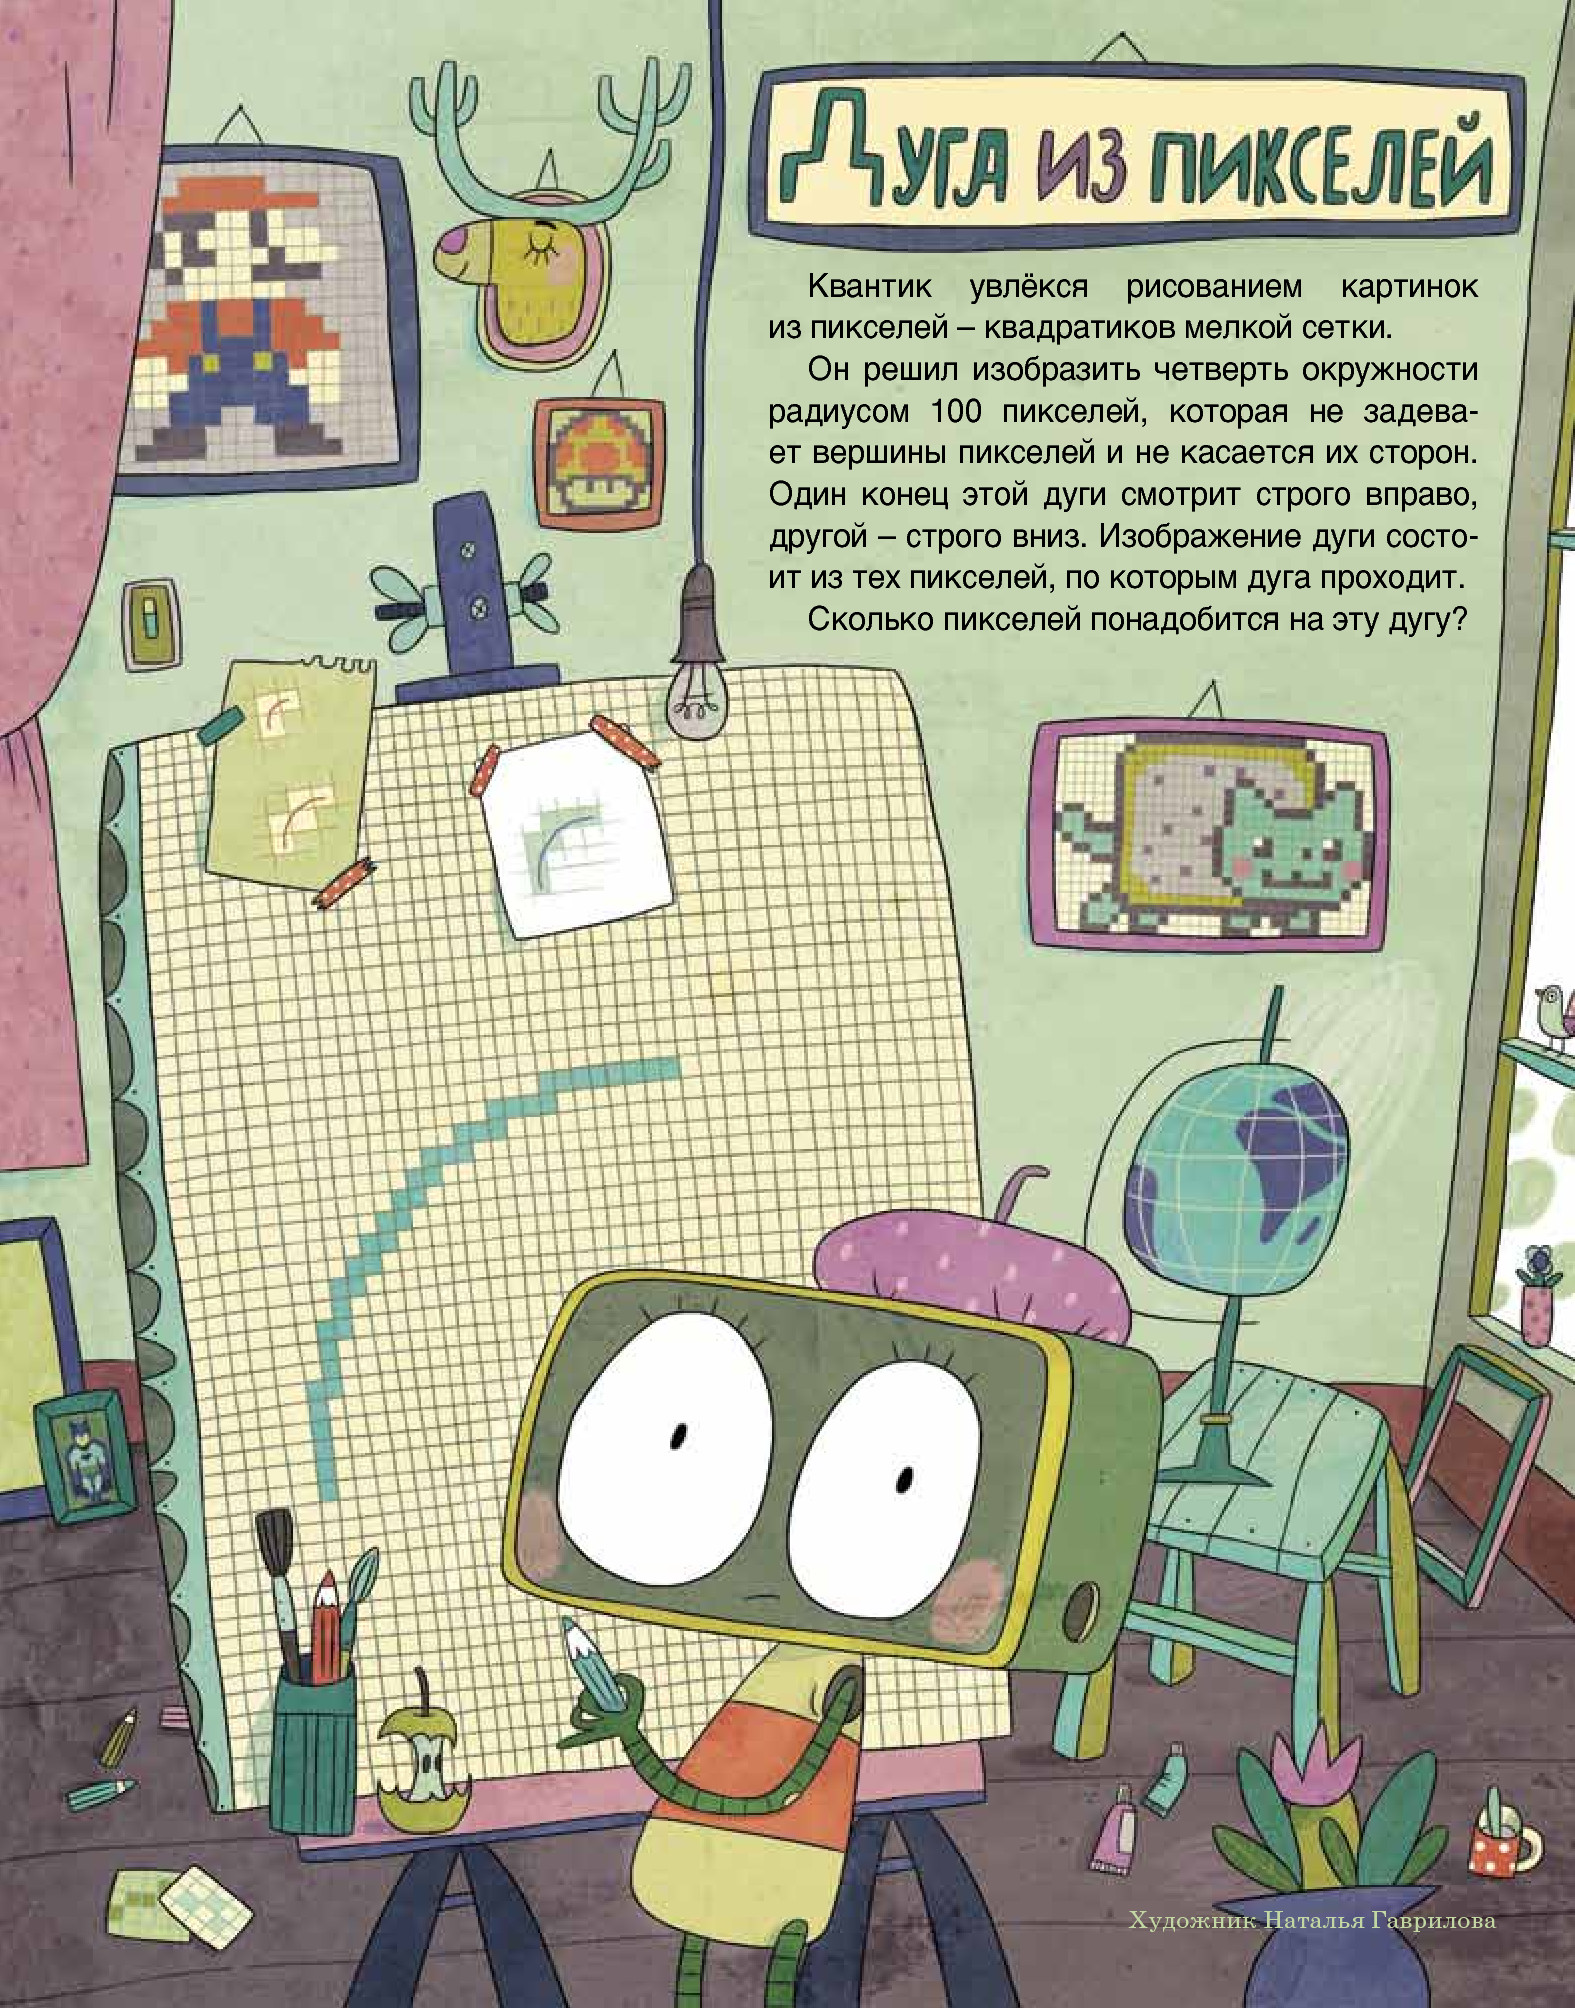 Дуга из пикселей
Квантик увлёкся рисованием картинок
из пикселей – квадратиков мелкой сетки.
Он решил изобразить четверть окружности
радиусом 100 пикселей, которая не задева-
ет вершины пикселей и не касается их сторон.
Один конец этой дуги смотрит строго вправо,
другой – строго вниз. Изображение дуги состо-
ит из тех пикселей, по которым дуга проходит.
Сколько пикселей понадобится на эту дугу?
Художник Наталья Гаврилова